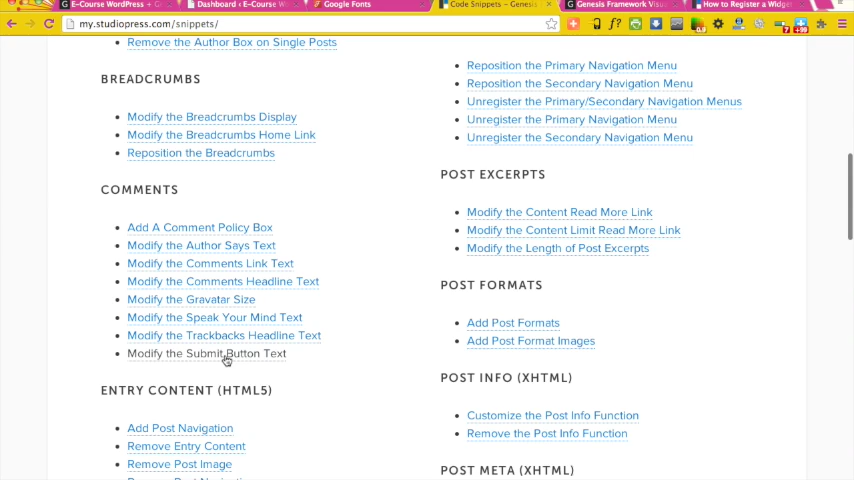 E-Course WordPress + G
Dashboard ‹ E-Course W
Google Fonts
Code Snippets - Genesis
Genesis Framework Visu
How to Register a Widget
my.studiopress.com/snippets/
Remove the Author Box on Single Posts
BREADCRUMBS
Modify the Breadcrumbs Display
Modify the Breadcrumbs Home Link
Reposition the Breadcrumbs
COMMENTS
Add A Comment Policy Box
Modify the Author Says Text
Modify the Comments Link Text
Modify the Comments Headline Text
Modify the Gravatar Size
Modify the Speak Your Mind Text
Modify the Trackbacks Headline Text
Modify the Submit Button Text
ENTRY CONTENT (HTML5)
Add Post Navigation
Remove Entry Content
Remove Post Image
Reposition the Primary Navigation Menu
Reposition the Secondary Navigation Menu
Unregister the Primary/Secondary Navigation Menus
Unregister the Primary Navigation Menu
Unregister the Secondary Navigation Menu
POST EXCERPTS
Modify the Content Read More Link
Modify the Content Limit Read More Link
Modify the Length of Post Excerpts
POST FORMATS
Add Post Formats
Add Post Format Images
POST INFO (XHTML)
Customize the Post Info Function
Remove the Post Info Function
POST META (XHTML)